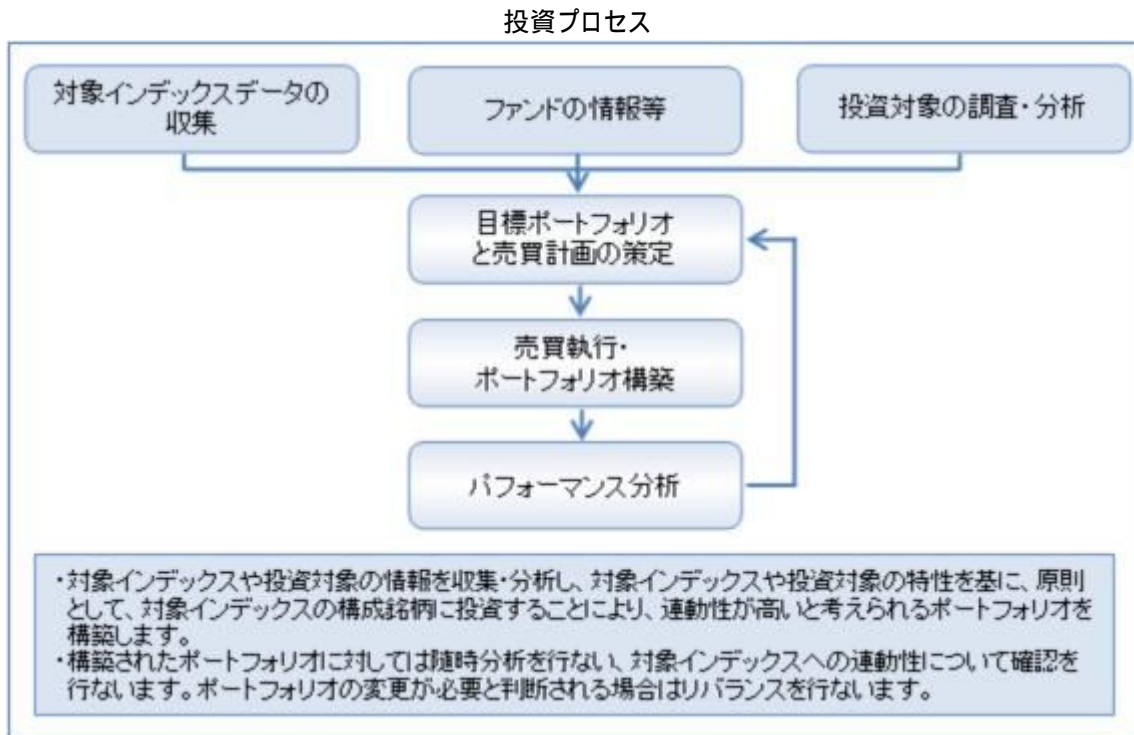 投資プロセス
対象インデックスデータの
収集
ファンドの情報等
投資対象の調査・分析
目標ポートフォリオ
と売買計画の策定
売買執行・
ポートフォリオ構築
パフォーマンス分析
・対象インデックスや投資対象の情報を収集・分析し、対象インデックスや投資対象の特性を基に、原則
として、対象インデックスの構成銘柄に投資することにより、連動性が高いと考えられるポートフォリオを
構築します。
・構築されたポートフォリオに対しては随時分析を行ない、対象インデックスへの連動性について確認を
行ないます。ポートフォリオの変更が必要と判断される場合はリバランスを行ないます。